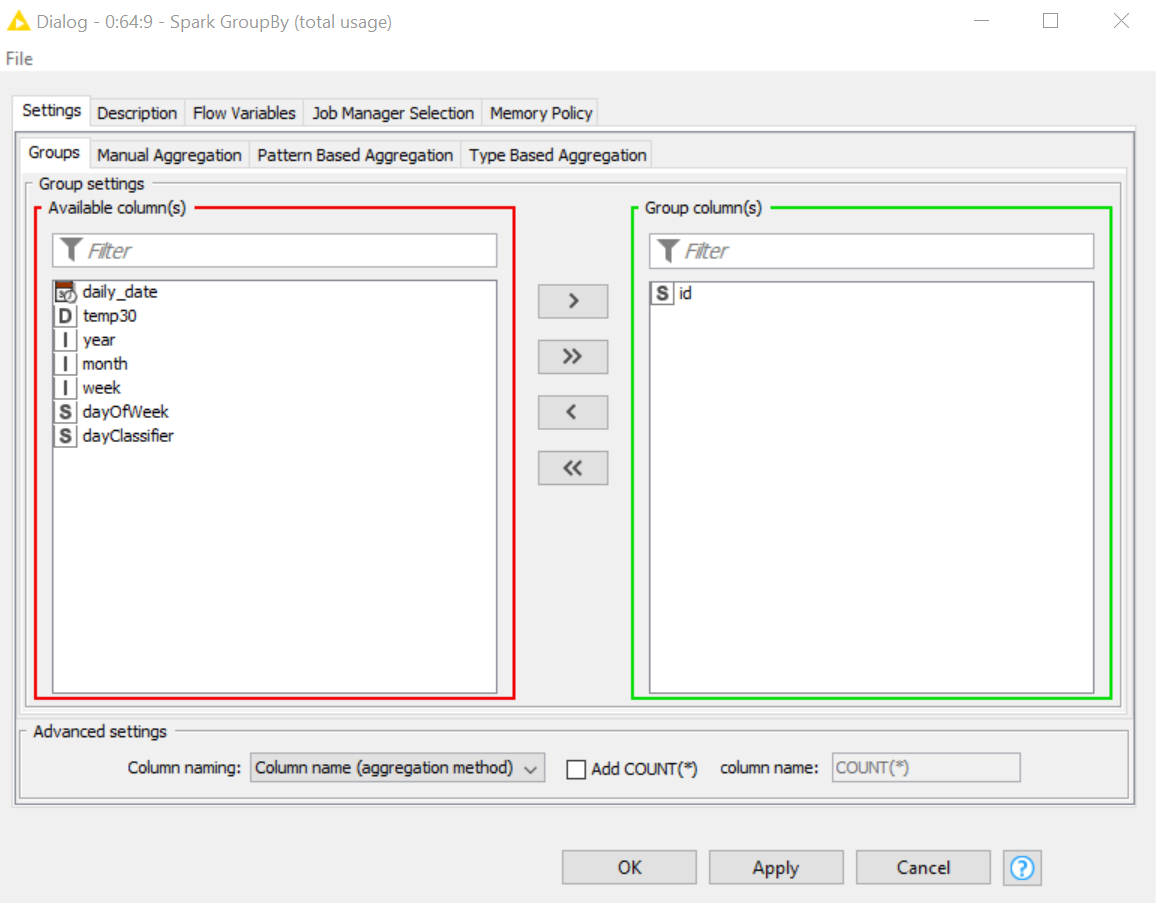 Dialog - 0:64:9 - Spark GroupBy (total usage)
File
Settings Description Flow Variables Job Manager Selection Memory Policy
Groups Manual Aggregation Pattern Based Aggregation Type Based Aggregation
Group settings
Available column(s)
Filter
daily_date
D temp30
I year
I month
I week
S dayOfWeek
S dayClassifier
>
>>
<
<<
Group column(s)
Filter
S id
Advanced settings
Column naming: Column name (aggregation method) Add COUNT(*) column name: COUNT(*)
OK Apply Cancel ?